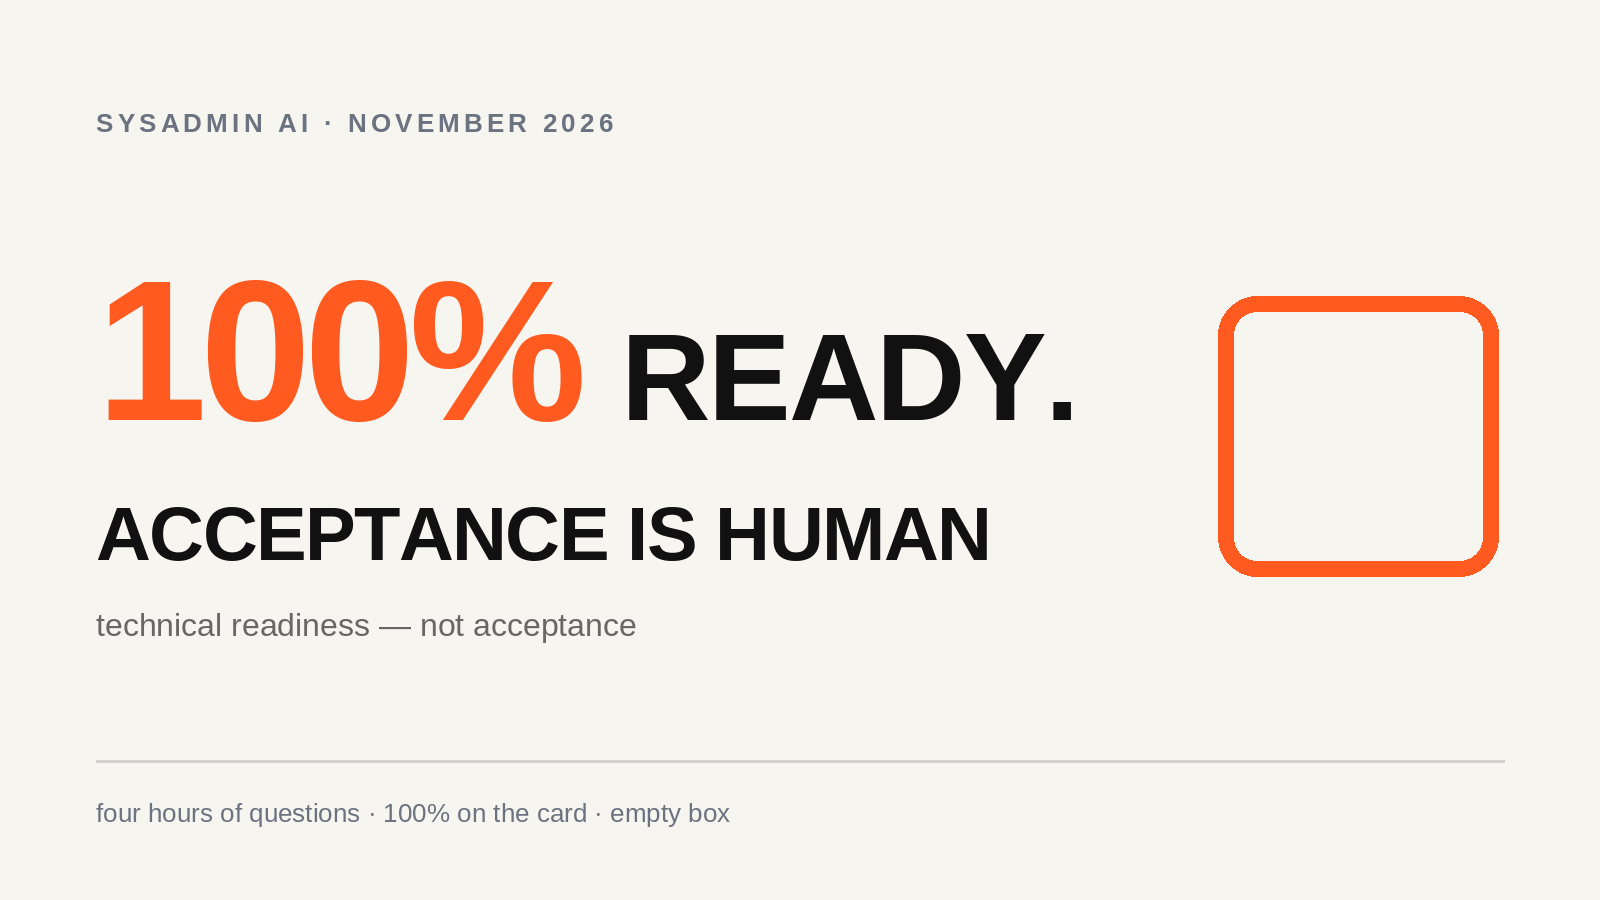 SYSADMIN AI · NOVEMBER 2026
100% READY.
ACCEPTANCE IS HUMAN
technical readiness — not acceptance
four hours of questions · 100% on the card · empty box